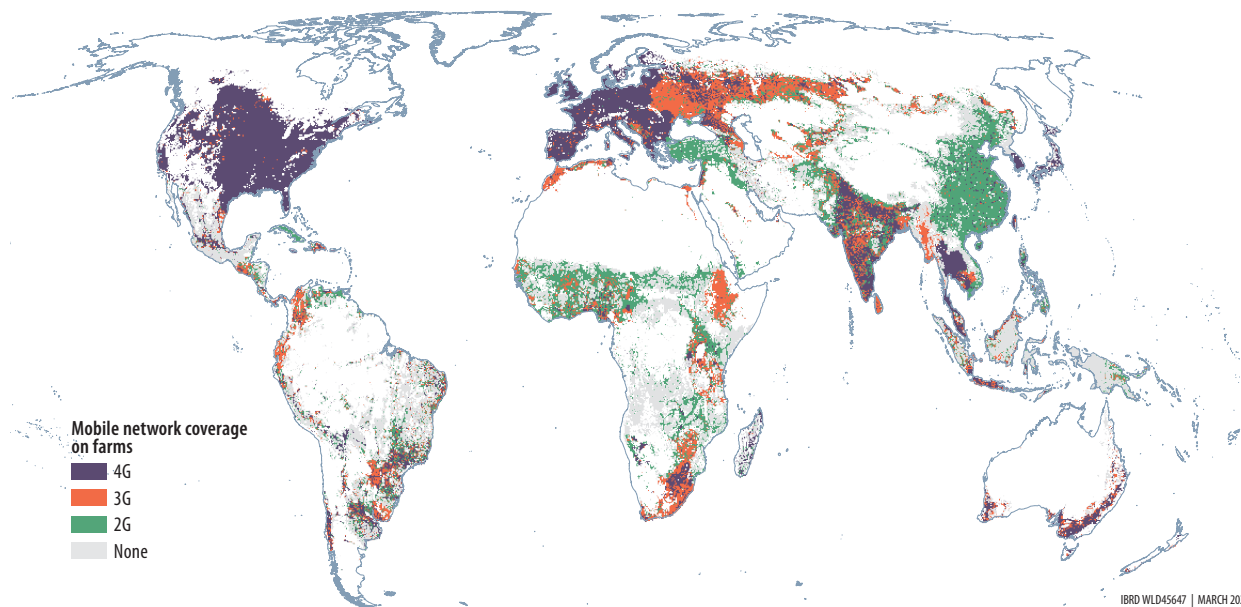 Mobile network coverage
on farms
4G
3G
2G
None
IBRD WLD45647 | MARCH 20